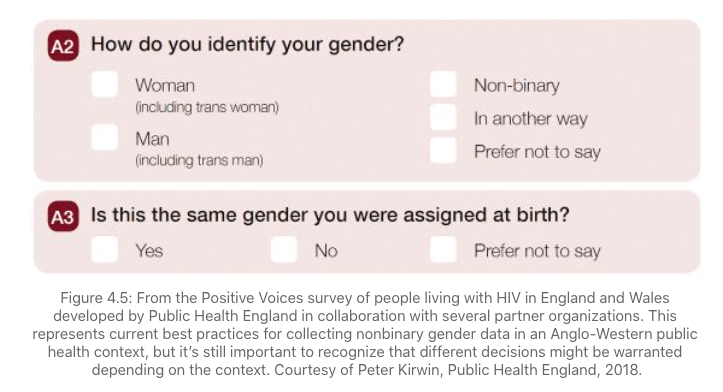 A2 How do you identify your gender?
Woman
(including trans woman)
Man
(including trans man)
Non-binary
In another way
Prefer not to say
A3 Is this the same gender you were assigned at birth?
Yes No Prefer not to say
Figure 4.5: From the Positive Voices survey of people living with HIV in England and Wales
developed by Public Health England in collaboration with several partner organizations. This
represents current best practices for collecting nonbinary gender data in an Anglo-Western public
health context, but it’s still important to recognize that different decisions might be warranted
depending on the context. Courtesy of Peter Kirwin, Public Health England, 2018.